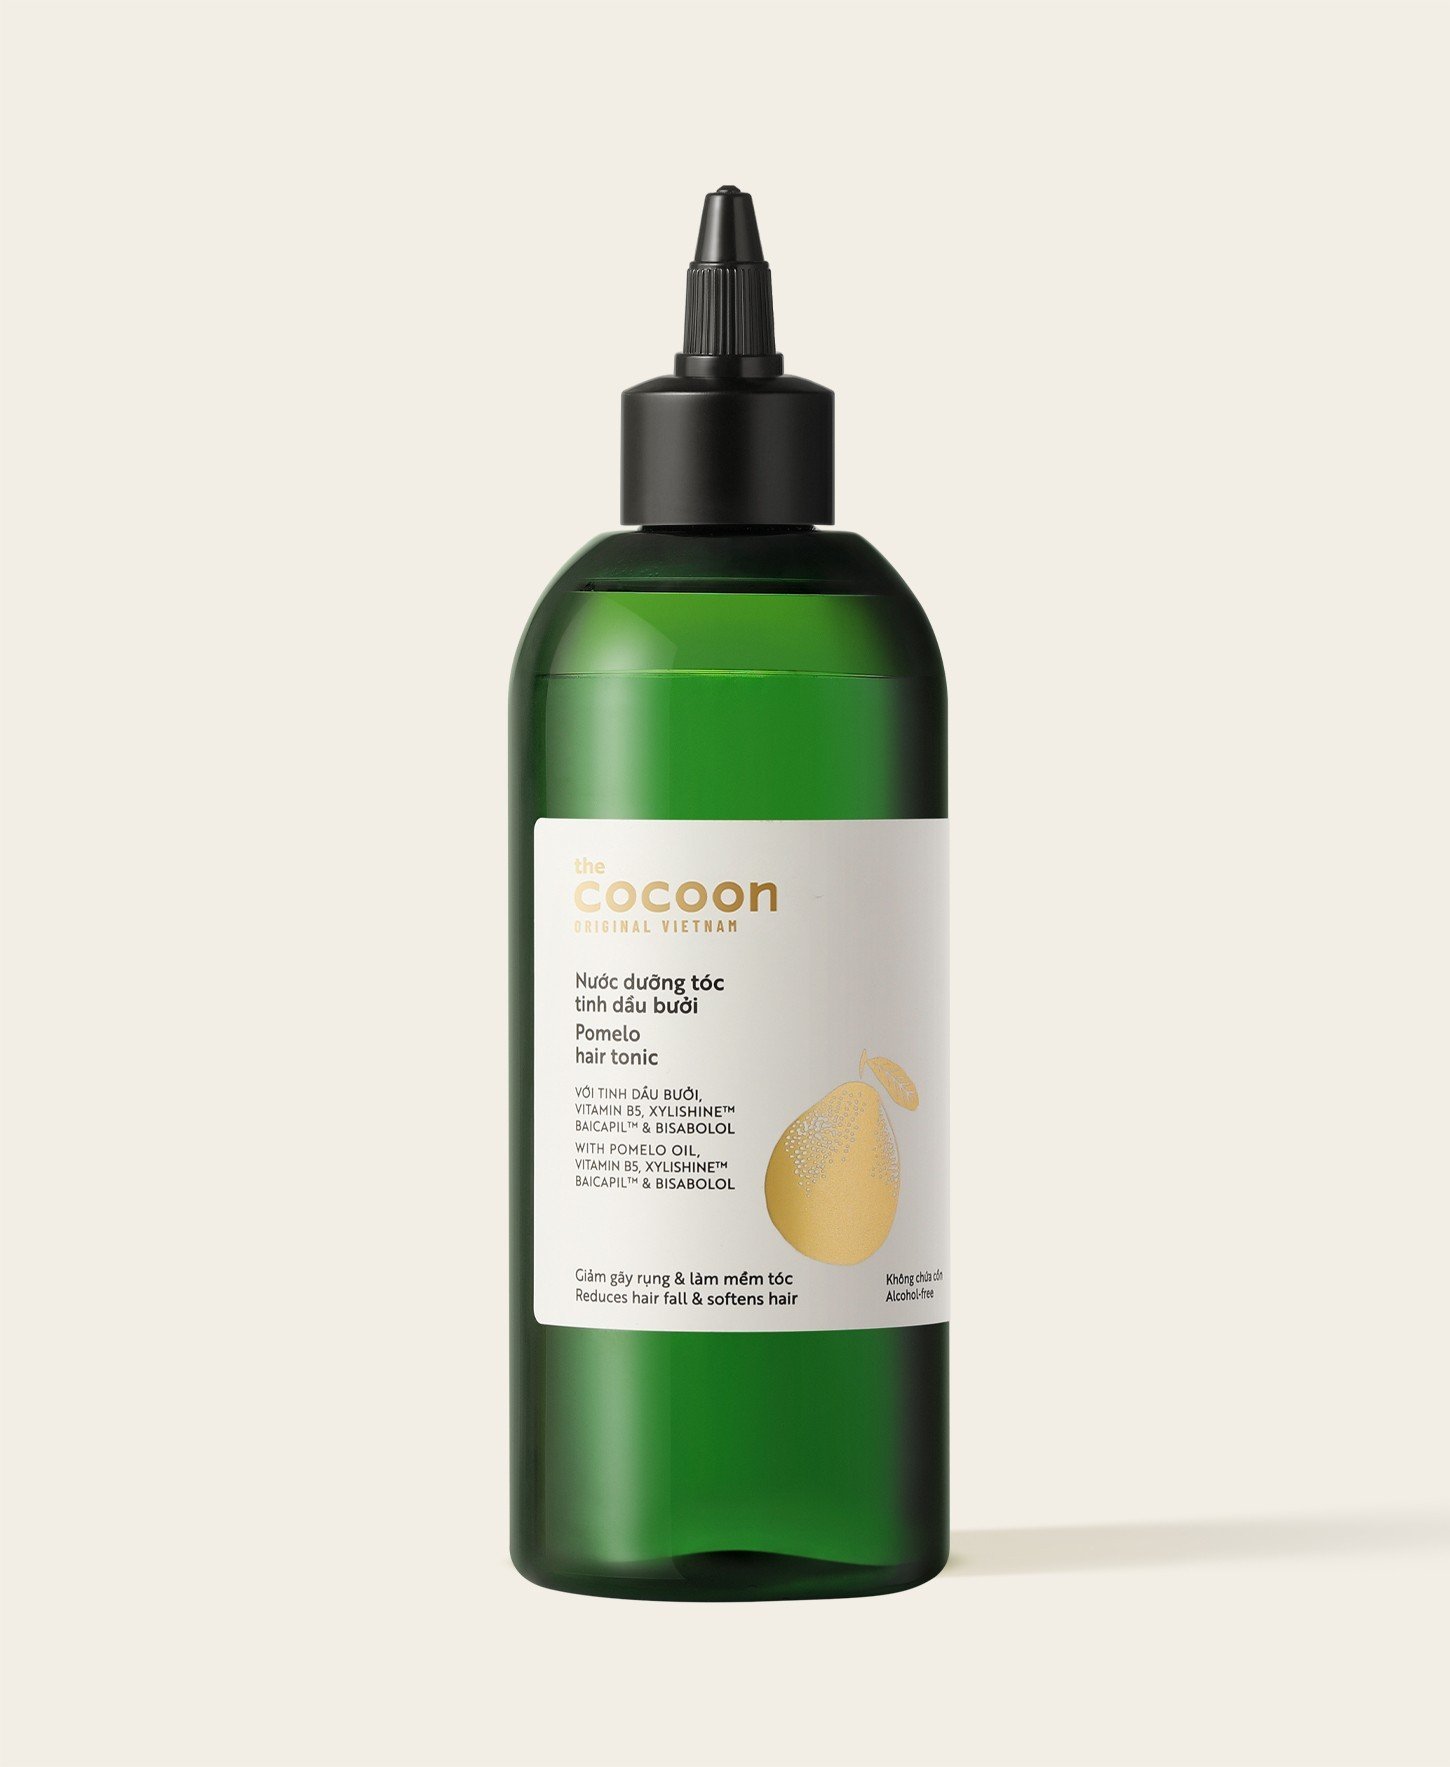 the
cocoon
ORIGINAL VIETNAM
Nước dưỡng tóc
tinh dầu bưởi
Pomelo
hair tonic
VỚI TINH DẦU BƯỞI,
VITAMIN B5, XYLISHINE™
BAICAPIL™ & BISABOLOL
WITH POMELO OIL,
VITAMIN B5, XYLISHINE™
BAICAPIL™ & BISABOLOL
Giảm gãy rụng & làm mềm tóc
Reduces hair fall & softens hair
Không chứa cồn
Alcohol-free